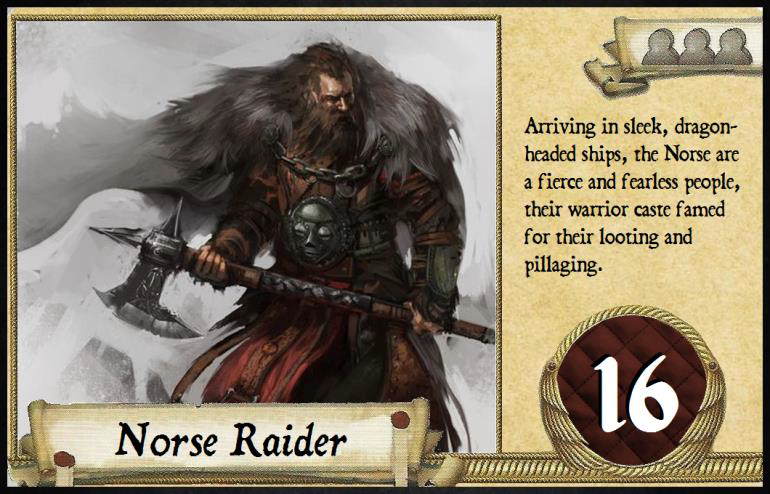 Arriving in sleek, dragon-
headed ships, the Norse are
a fierce and fearless people,
their warrior caste famed
for their looting and
pillaging.
16
Norse Raider